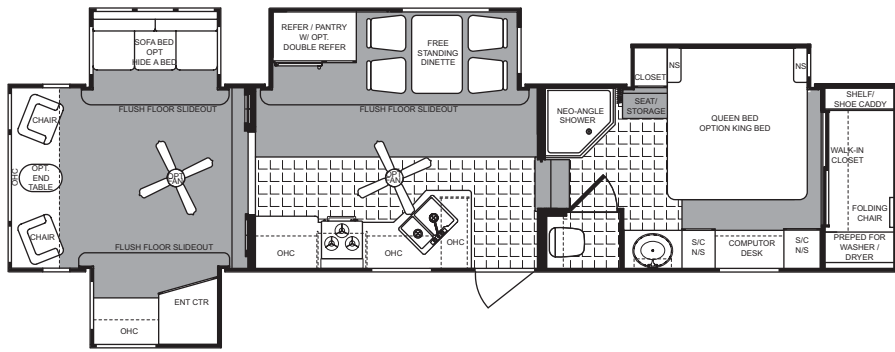 SOFA BED
OPT
HIDE A BED
REFER / PANTRY
W/ OPT.
DOUBLE REFER
FREE
STANDING
DINETTE
CLOSET
NS
NS
FLUSH FLOOR SLIDEOUT
FLUSH FLOOR SLIDEOUT
NEO-ANGLE
SHOWER
SEAT/
STORAGE
QUEEN BED
OPTION KING BED
SHELF/
SHOE CADDY
WALK-IN
CLOSET
FOLDING
CHAIR
PREPED FOR
WASHER /
DRYER
CHAIR
OHC
OPT.
END
TABLE
CHAIR
OPT
FAN
OPT
FAN
FLUSH FLOOR SLIDEOUT
OHC
OHC
OHC
S/C
N/S
COMPUTOR
DESK
S/C
N/S
ENT CTR
OHC